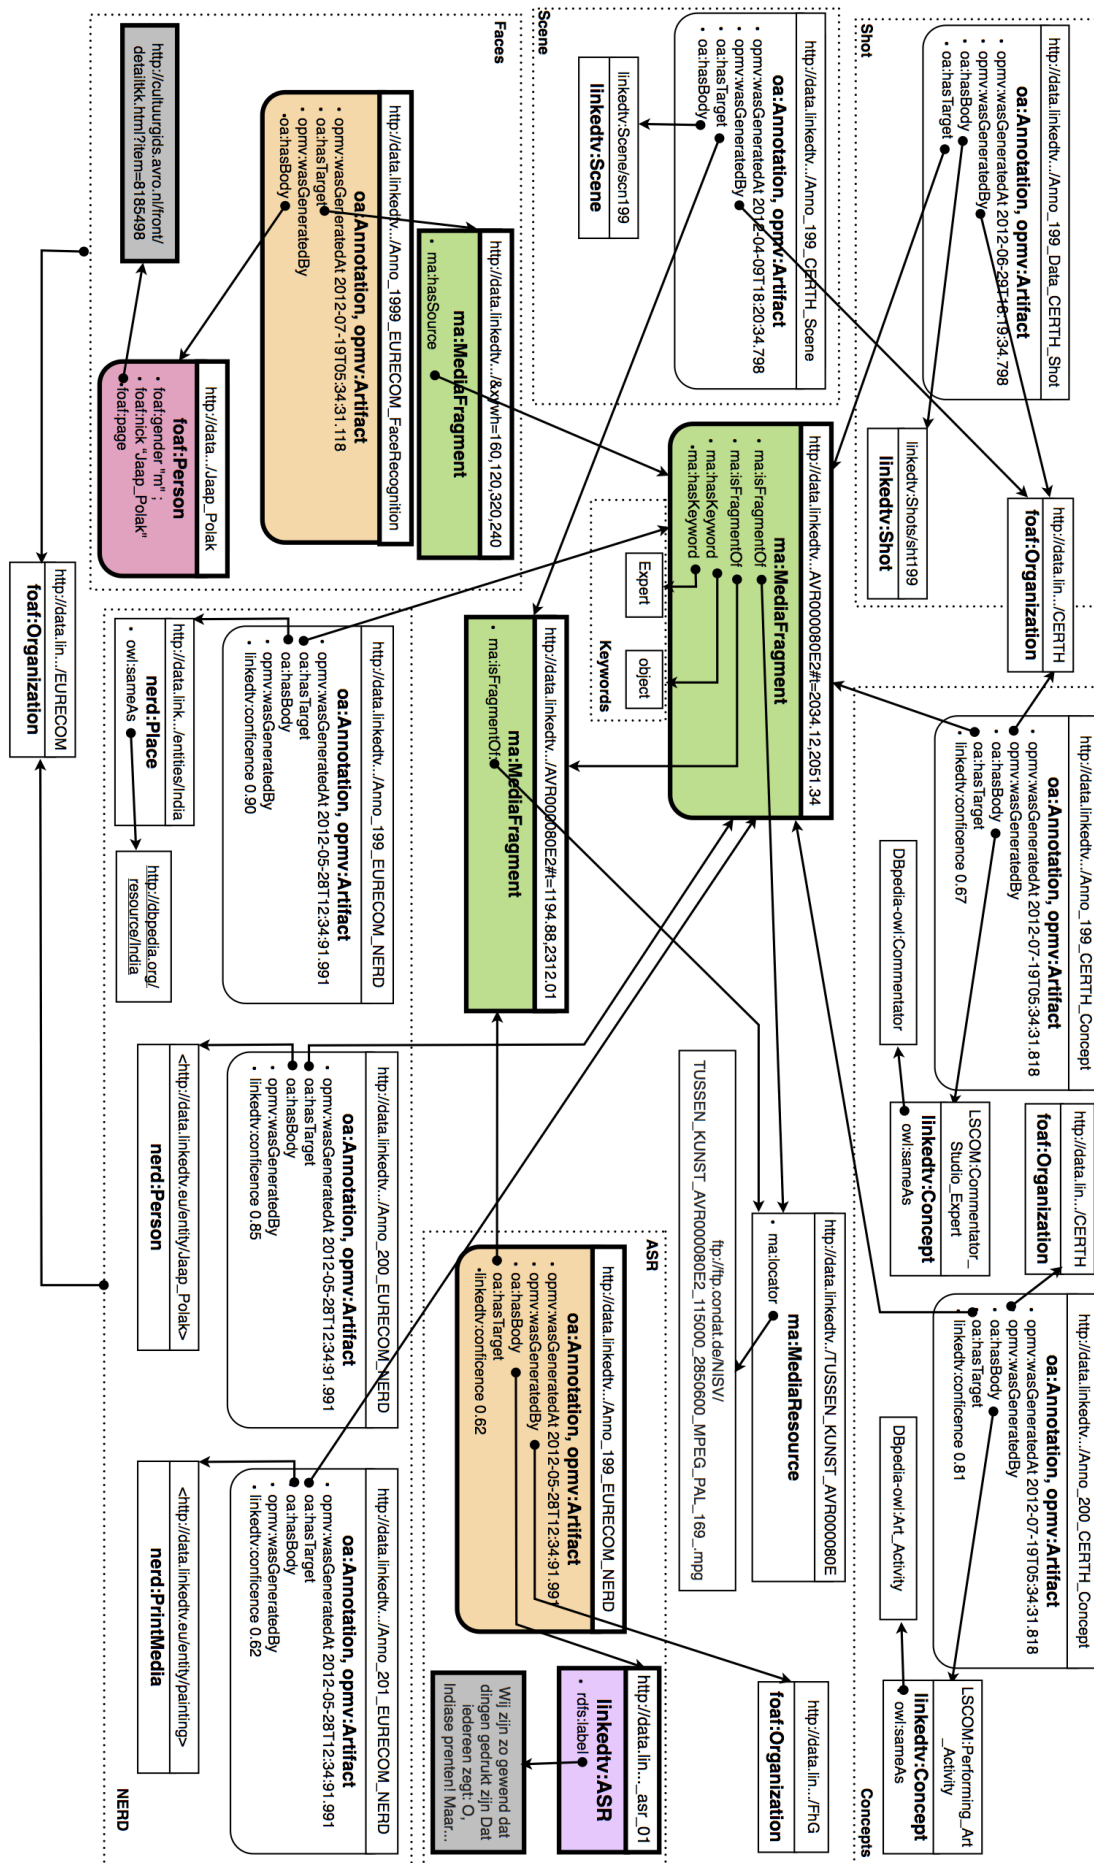 Shot
http://data.linkedtv.../Anno_199_Data_CERTH_Shot
oa:Annotation, opmv:Artifact
• opmv:wasGeneratedAt 2012-06-29T18:19:34.798
• opmv:wasGeneratedBy
• oa:hasBody
• oa:hasTarget
linkedtv:Shots/sht199
linkedtv:Shot
http://data.lin.../CERTH
foaf:Organization
http://data.linkedtv.../Anno_199_CERTH_Concept
oa:Annotation, opmv:Artifact
• opmv:wasGeneratedAt 2012-07-19T05:34:31.818
• opmv:wasGeneratedBy
• oa:hasBody
• oa:hasTarget
• linkedtv:conficence 0.67
DBpedia-owl:Commentator
LSCOM:Commentator_
Studio_Expert
linkedtv:Concept
• owl:sameAs
http://data.lin.../CERTH
foaf:Organization
http://data.linkedtv.../Anno_200_CERTH_Concept
oa:Annotation, opmv:Artifact
• opmv:wasGeneratedAt 2012-07-19T05:34:31.818
• opmv:wasGeneratedBy
• oa:hasBody
• oa:hasTarget
• linkedtv:conficence 0.81
DBpedia-owl:Art_Activity
LSCOM:Performing_Art
_Activity
linkedtv:Concept
• owl:sameAs
Concepts
Scene
http://data.linkedtv.../Anno_199_CERTH_Scene
oa:Annotation, opmv:Artifact
• opmv:wasGeneratedAt 2012-04-09T18:20:34.798
• opmv:wasGeneratedBy
• oa:hasTarget
• oa:hasBody
linkedtv:Scene/scn199
linkedtv:Scene
http://data.linkedtv...AVR000080E2#t=2034.12,2051.34
ma:MediaFragment
• ma:isFragmentOf
• ma:isFragmentOf
• ma:hasKeyword
•ma:hasKeyword
Expert
object
Keywords
http://data.linkedtv../TUSSEN_KUNST_AVR000080E
ma:MediaResource
• ma:locator
ftp://ftp.condat.de/NISV/
TUSSEN_KUNST_AVR000080E2_115000_2850600_MPEG_PAL_169_.mpg
http://data.lin.../FhG
foaf:Organization
Faces
http://data.linkedtv.../&xywh=160,120,320,240
ma:MediaFragment
• ma:hasSource
http://data.linkedtv.../Anno_1999_EURECOM_FaceRecognition
oa:Annotation, opmv:Artifact
• opmv:wasGeneratedAt 2012-07-19T05:34:31.118
• oa:hasTarget
• opmv:wasGeneratedBy
•oa:hasBody
http://cultuurgids.avro.nl/front/
detailtkk.html?item=8185498
http://data.../Jaap_Polak
foaf:Person
• foaf:gender "m" ;
• foaf:nick "Jaap_Polak"
•foaf:page
http://data.linkedtv.../AVR000080E2#t=1194.88,2312.01
ma:MediaFragment
• ma:isFragmentOf
ASR
http://data.linkedtv.../Anno_199_EURECOM_NERD
oa:Annotation, opmv:Artifact
• opmv:wasGeneratedAt 2012-05-28T12:34:91.991
• opmv:wasGeneratedBy
• oa:hasBody
• oa:hasTarget
•linkedtv:conficence 0.62
http://data.lin..._asr_01
linkedtv:ASR
• rdfs:label
Wij zijn zo gewend dat
dingen gedrukt zijn Dat
iedereen zegt: O,
Indiase prenten! Maar...
http://data.linkedtv.../Anno_199_EURECOM_NERD
oa:Annotation, opmv:Artifact
• opmv:wasGeneratedAt 2012-05-28T12:34:91.991
• oa:hasTarget
• oa:hasBody
• opmv:wasGeneratedBy
• linkedtv:conficence 0.90
http://data.link.../entities/India
nerd:Place
• owl:sameAs
http://dbpedia.org/
resource/India
http://data.linkedtv.../Anno_200_EURECOM_NERD
oa:Annotation, opmv:Artifact
• opmv:wasGeneratedAt 2012-05-28T12:34:91.991
• oa:hasTarget
• oa:hasBody
• opmv:wasGeneratedBy
• linkedtv:conficence 0.85
<http://data.linkedtv.eu/entity/Jaap_Polak>
nerd:Person
http://data.linkedtv.../Anno_201_EURECOM_NERD
oa:Annotation, opmv:Artifact
• opmv:wasGeneratedAt 2012-05-28T12:34:91.991
• oa:hasTarget
• oa:hasBody
• opmv:wasGeneratedBy
• linkedtv:conficence 0.62
<http://data.linkedtv.eu/entity/painting>
nerd:PrintMedia
NERD
http://data.lin.../EURECOM
foaf:Organization